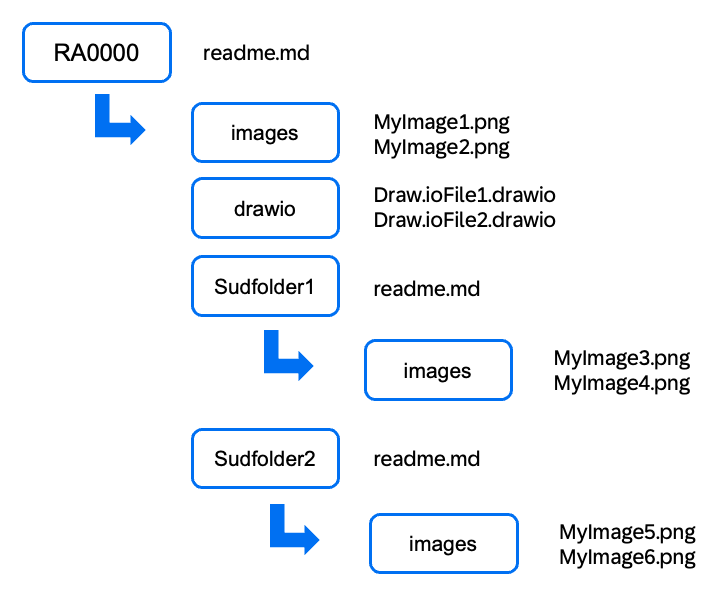 RA0000
readme.md
images
MyImage1.png
MyImage2.png
drawio
Draw.ioFile1.drawio
Draw.ioFile2.drawio
Sudfolder1
readme.md
images
MyImage3.png
MyImage4.png
Sudfolder2
readme.md
images
MyImage5.png
MyImage6.png